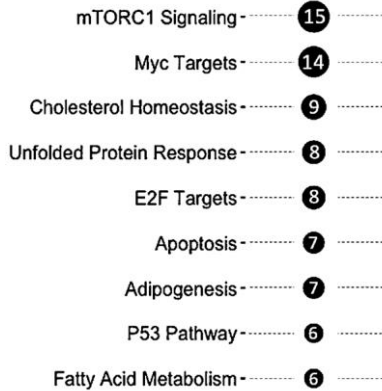 mTORC1 Signaling 15
Myc Targets 14
Cholesterol Homeostasis 9
Unfolded Protein Response 8
E2F Targets 8
Apoptosis 7
Adipogenesis 7
P53 Pathway 6
Fatty Acid Metabolism 6